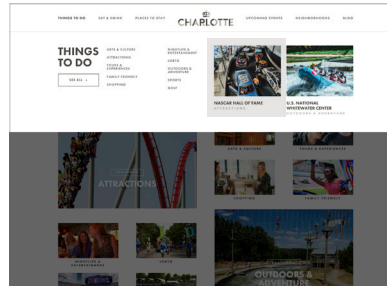 THINGS TO DO
EAT & DRINK
PLACES TO STAY
CHARLOTTE
UPCOMING EVENTS
NEIGHBORHOODS
BLOG
THINGS
TO DO
SEE ALL
ARTS & CULTURE
ATTRACTIONS
TOURS &
EXPERIENCES
FAMILY FRIENDLY
SHOPPING
NIGHTLIFE &
ENTERTAINMENT
LGBTQ
OUTDOORS &
ADVENTURE
SPORTS
GOLF
NASCAR HALL OF FAME
ATTRACTIONS
U.S. NATIONAL
WHITEWATER CENTER
OUTDOORS & ADVENTURE
ARTS & CULTURE
TOURS & EXPERIENCES
ATTRACTIONS
SHOPPING
FAMILY FRIENDLY
NIGHTLIFE &
ENTERTAINMENT
LGBTQ
OUTDOORS &
ADVENTURE